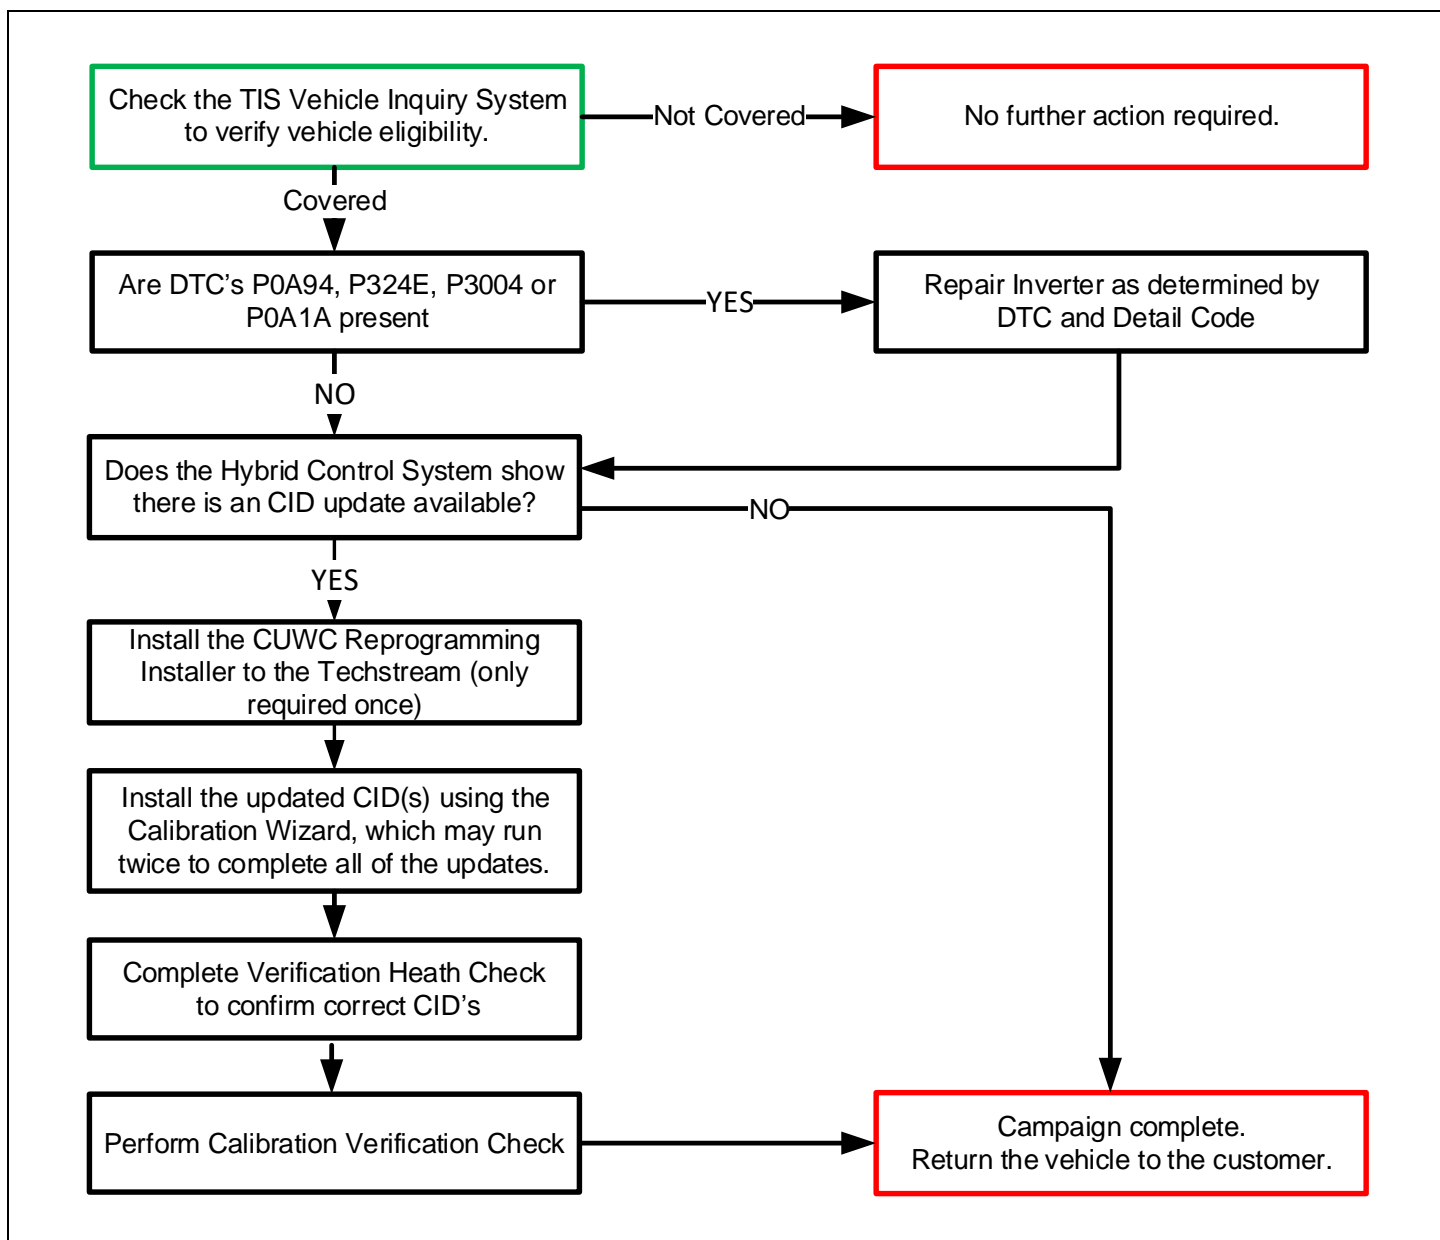 Check the TIS Vehicle Inquiry System
to verify vehicle eligibility.
Not Covered
No further action required.
Covered
Are DTC’s P0A94, P324E, P3004 or
P0A1A present
YES
Repair Inverter as determined by
DTC and Detail Code
NO
Does the Hybrid Control System show
there is an CID update available?
NO
YES
Install the CUWC Reprogramming
Installer to the Techstream (only
required once)
Install the updated CID(s) using the
Calibration Wizard, which may run
twice to complete all of the updates.
Complete Verification Heath Check
to confirm correct CID’s
Perform Calibration Verification Check
Campaign complete.
Return the vehicle to the customer.